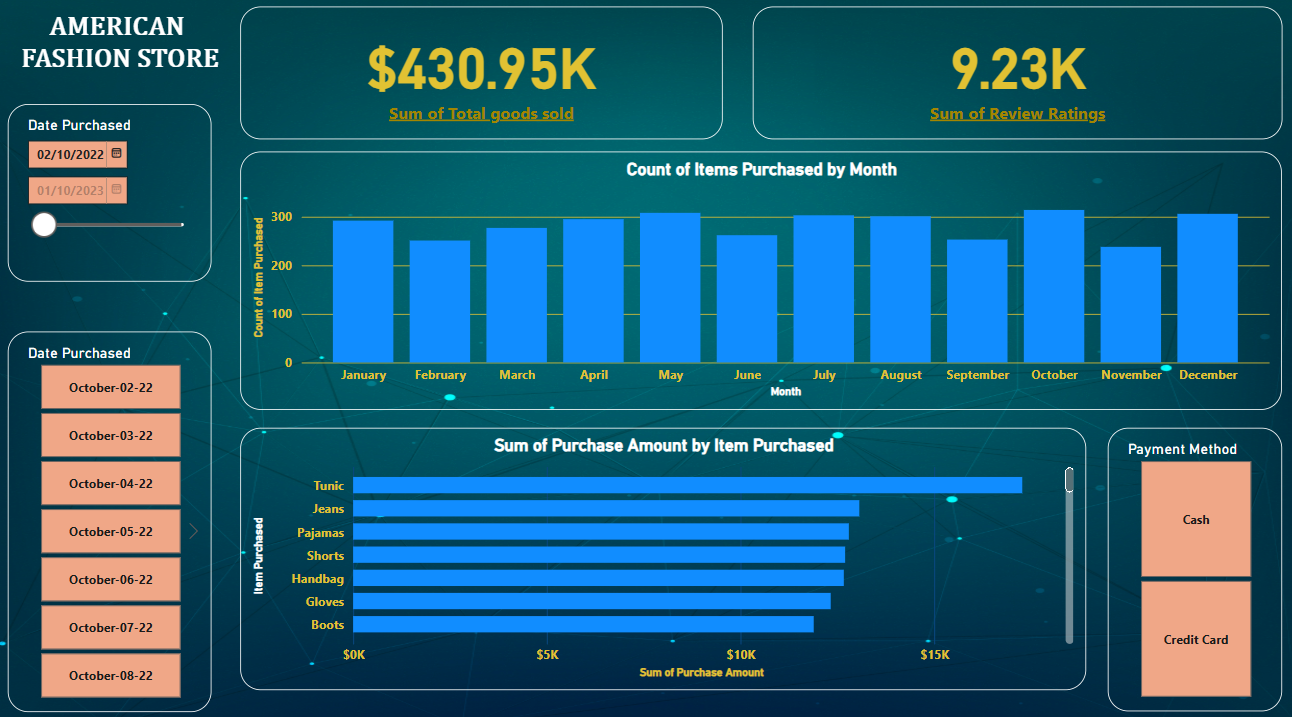 AMERICAN
FASHION STORE
$430.95K
Sum of Total goods sold
9.23K
Sum of Review Ratings
Date Purchased
02/10/2022
01/10/2023
Date Purchased
October-02-22
October-03-22
October-04-22
October-05-22
October-06-22
October-07-22
October-08-22
Count of Items Purchased by Month
Count of Item Purchased
300
200
100
0
January February March April May June July August September October November December
Month
Sum of Purchase Amount by Item Purchased
Item Purchased
Tunic
Jeans
Pajamas
Shorts
Handbag
Gloves
Boots
$0K $5K $10K $15K
Sum of Purchase Amount
Payment Method
Cash
Credit Card